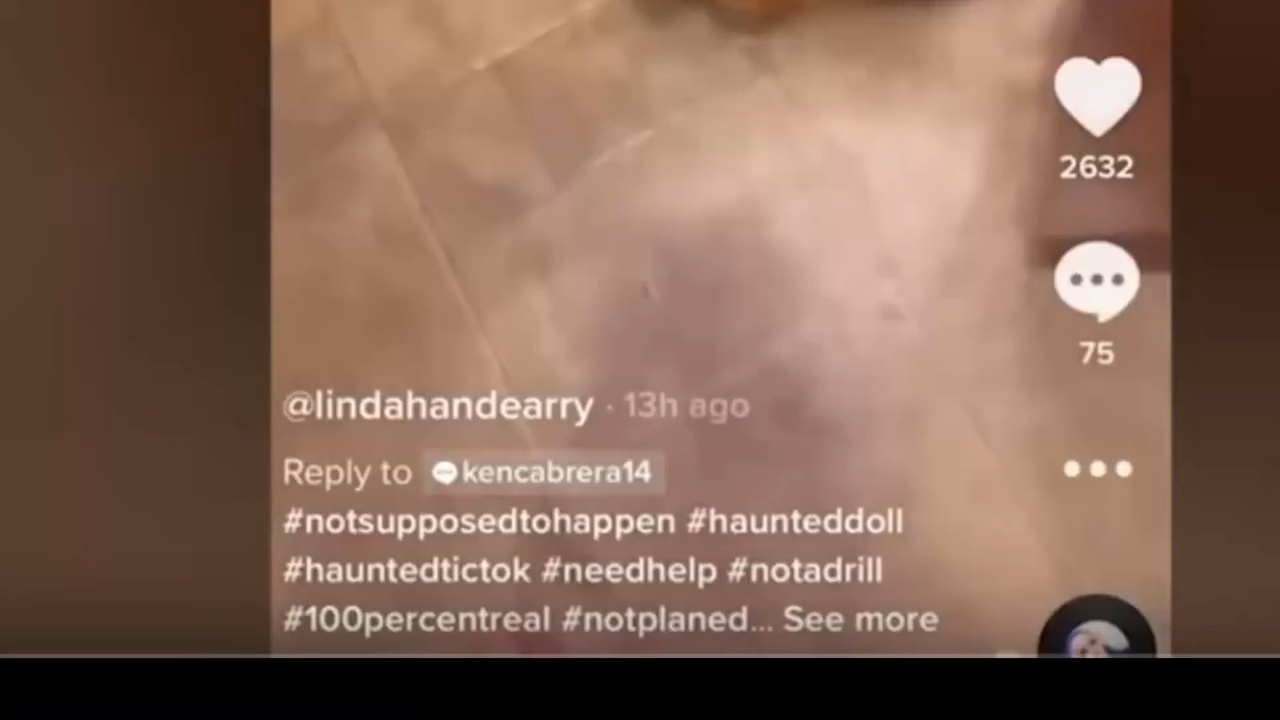 2632
75
@lindahandearry · 13h ago
Reply to kencabrera14
#notsupposedtohappen #haunteddoll
#hauntedtictok #needhelp #notadrill
#100percentreal #notplaned... See more